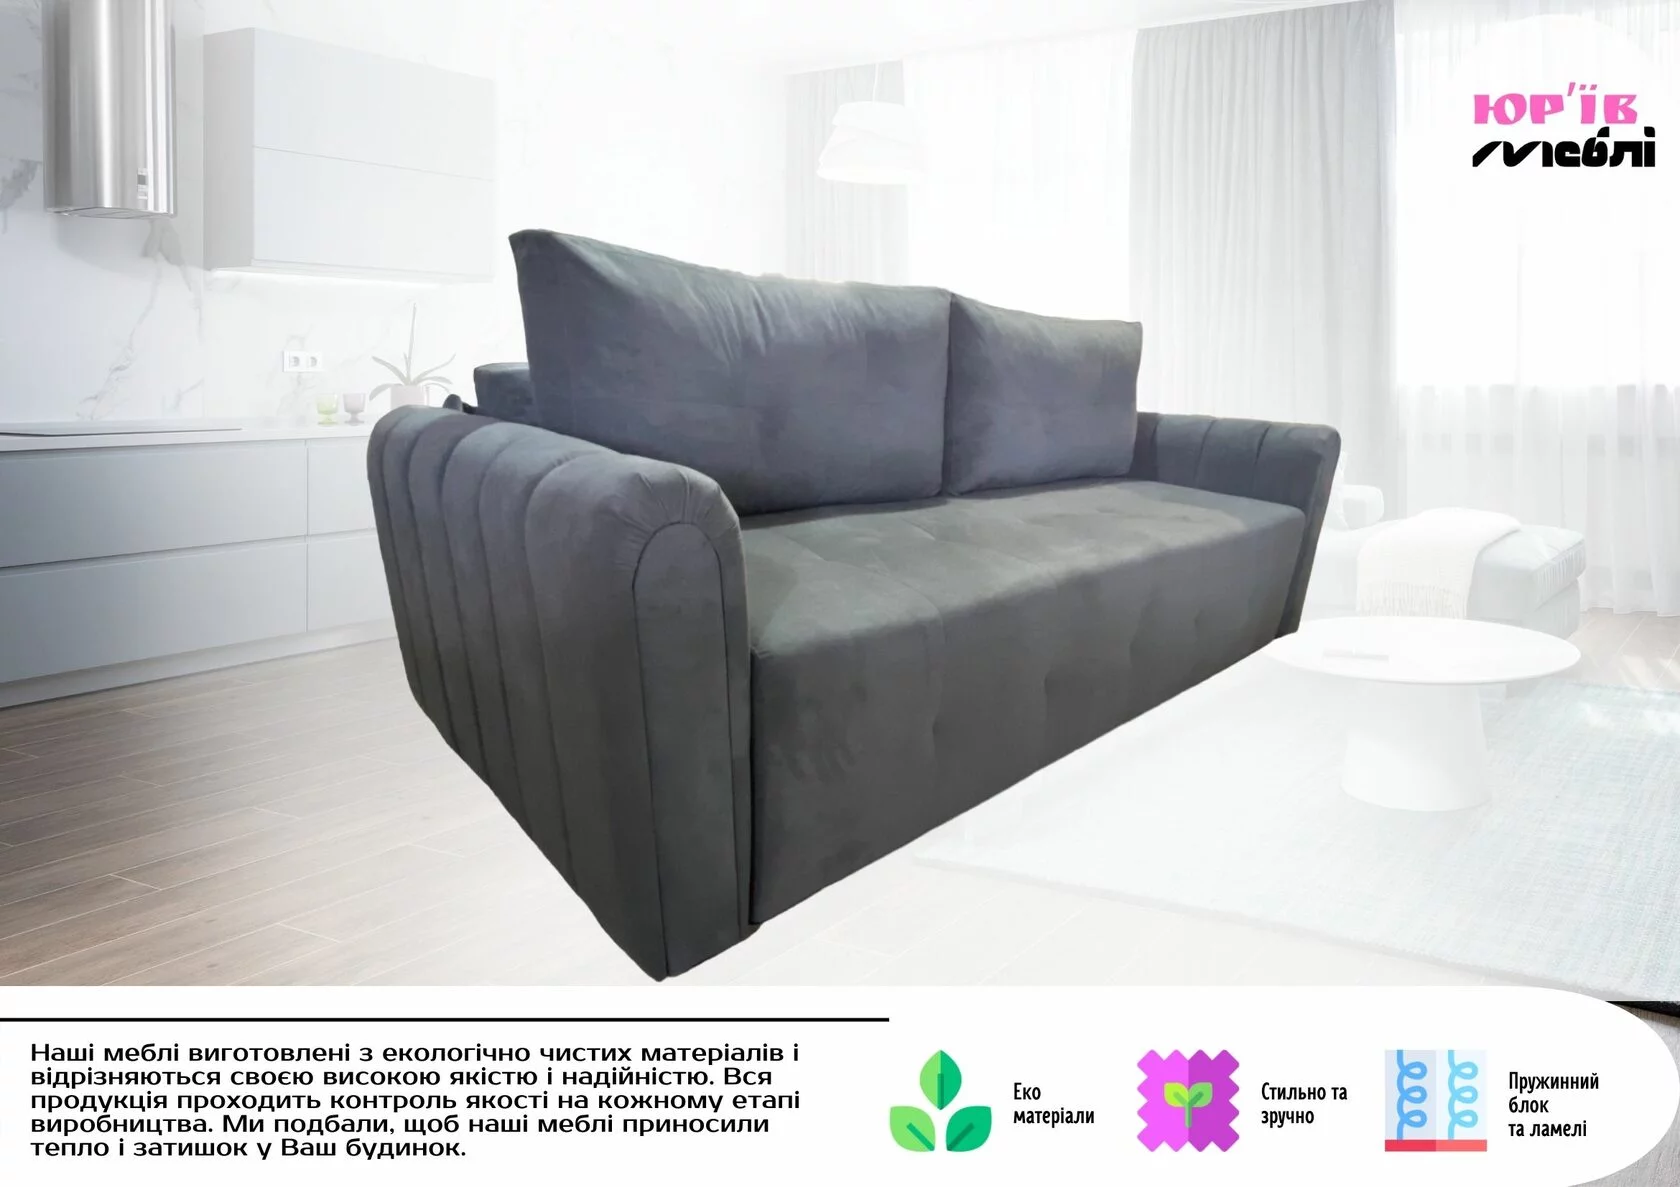 ЮР'ЇВ
меблі
Наші меблі виготовлені з екологічно чистих матеріалів і
відрізняються своєю високою якістю і надійністю. Вся
продукція проходить контроль якості на кожному етапі
виробництва. Ми подбали, щоб наші меблі приносили
тепло і затишок у Ваш будинок.
Еко
матеріали
Стильно та
зручно
Пружинний
блок
та ламелі